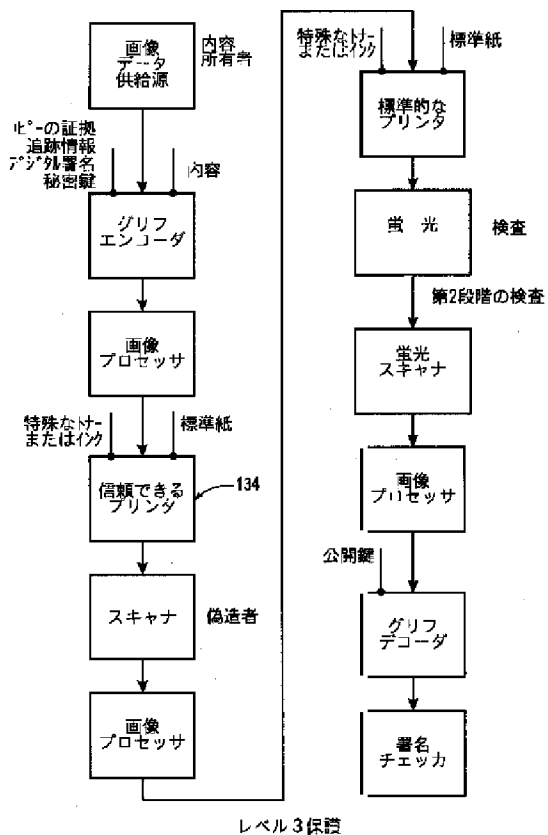 画像
データ
供給源
内容
所有者
コピーの証拠
追跡情報
デジタル署名
秘密鍵
内容
グリフ
エンコーダ
画像
プロセッサ
特殊なトナー
またはインク
標準紙
信頼できる
プリンタ
134
スキャナ
偽造者
画像
プロセッサ
特殊なトナー
またはインク
標準紙
標準的な
プリンタ
蛍 光
検査
第2段階の検査
蛍光
スキャナ
画像
プロセッサ
公開鍵
グリフ
デコーダ
署名
チェッカ
レベル3保護